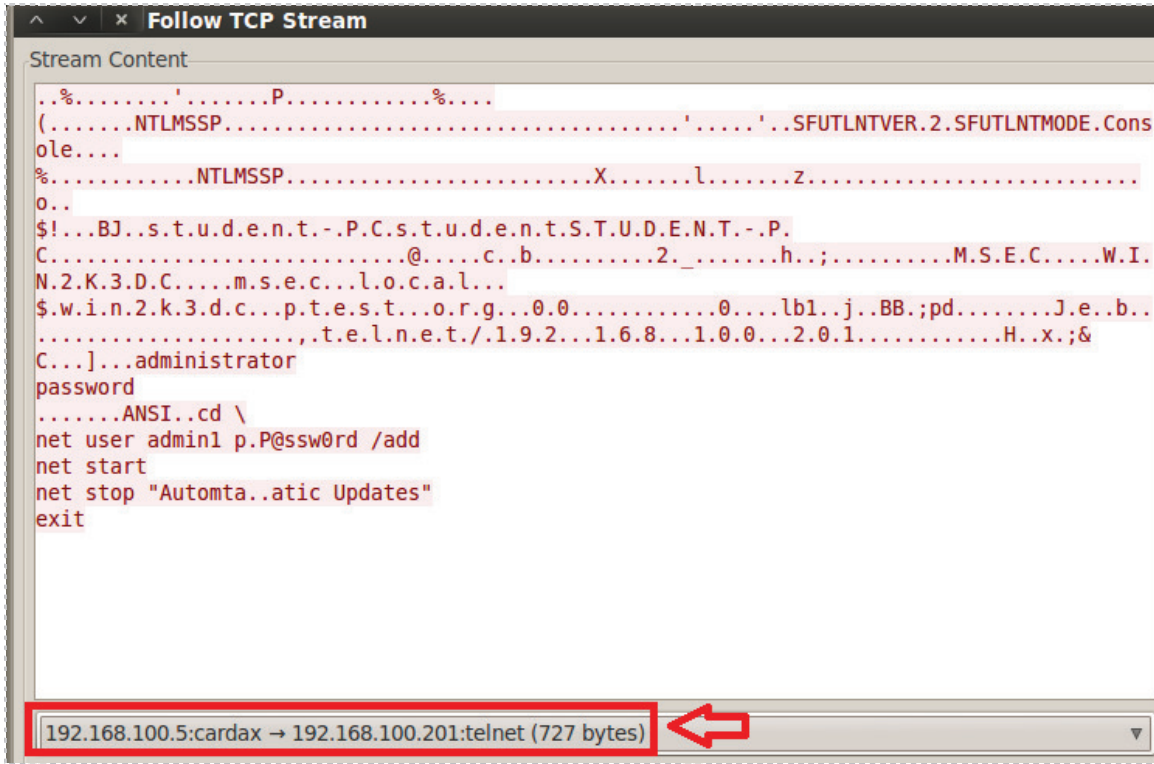 Follow TCP Stream
Stream Content
..%........'.......P............%....
(.......NTLMSSP....................................'.....'..SFUTLNTVER.2.SFUTLNTMODE.Cons
ole....
%............NTLMSSP........................X.......l.......z..........................
o..
$!...BJ..s.t.u.d.e.n.t.-.P.C.s.t.u.d.e.n.t.S.T.U.D.E.N.T.-.P.
C............................@.....c..b..........2._.......h..;..........M.S.E.C.....W.I.
N.2.K.3.D.C.....m.s.e.c...l.o.c.a.l...
$.w.i.n.2.k.3.d.c...p.t.e.s.t...o.r.g...0.0............0....lb1..j..BB.;pd........J.e..b..
.....................,.t.e.l.n.e.t./.1.9.2...1.6.8...1.0.0...2.0.1............H..x.;&
C...]...administrator
password
.......ANSI..cd \
net user admin1 p.P@ssw0rd /add
net start
net stop "Automta..atic Updates"
exit
192.168.100.5:cardax → 192.168.100.201:telnet (727 bytes)